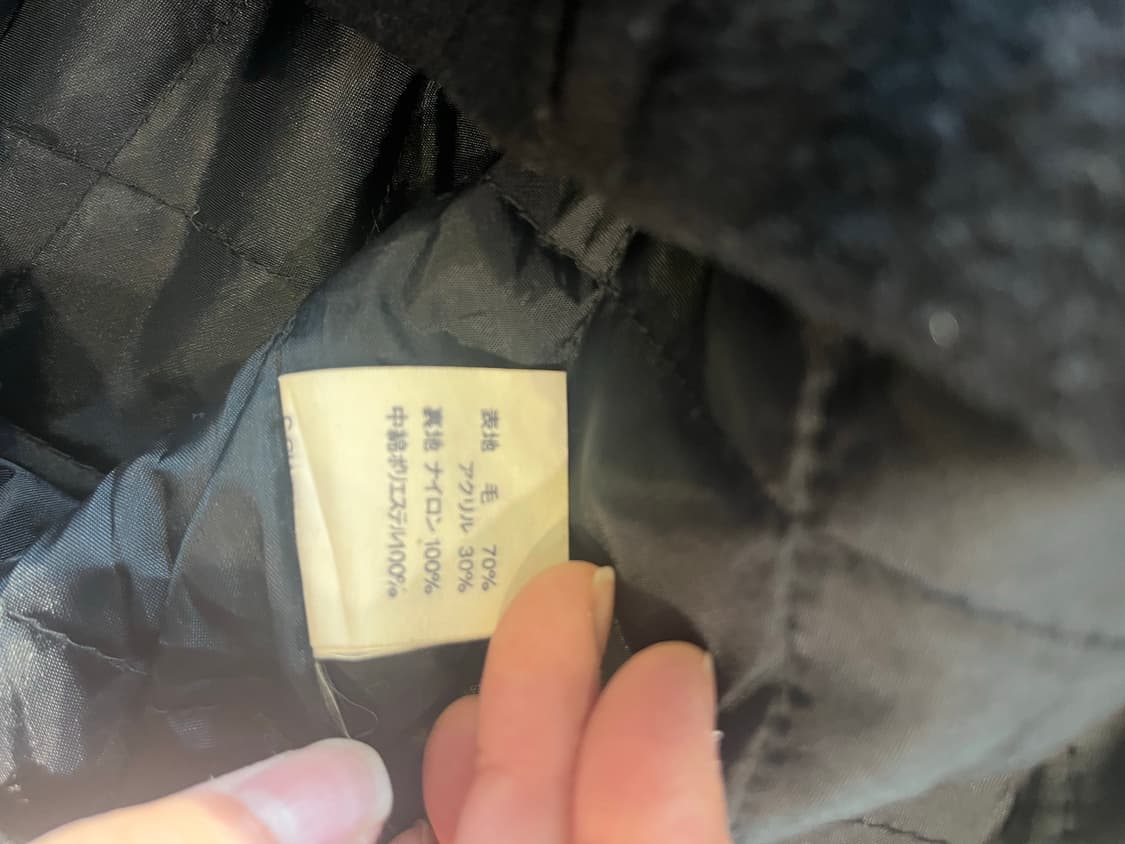 表地 毛 70%
アクリル 30%
裏地 ナイロン 100%
中綿ポリエステル100%